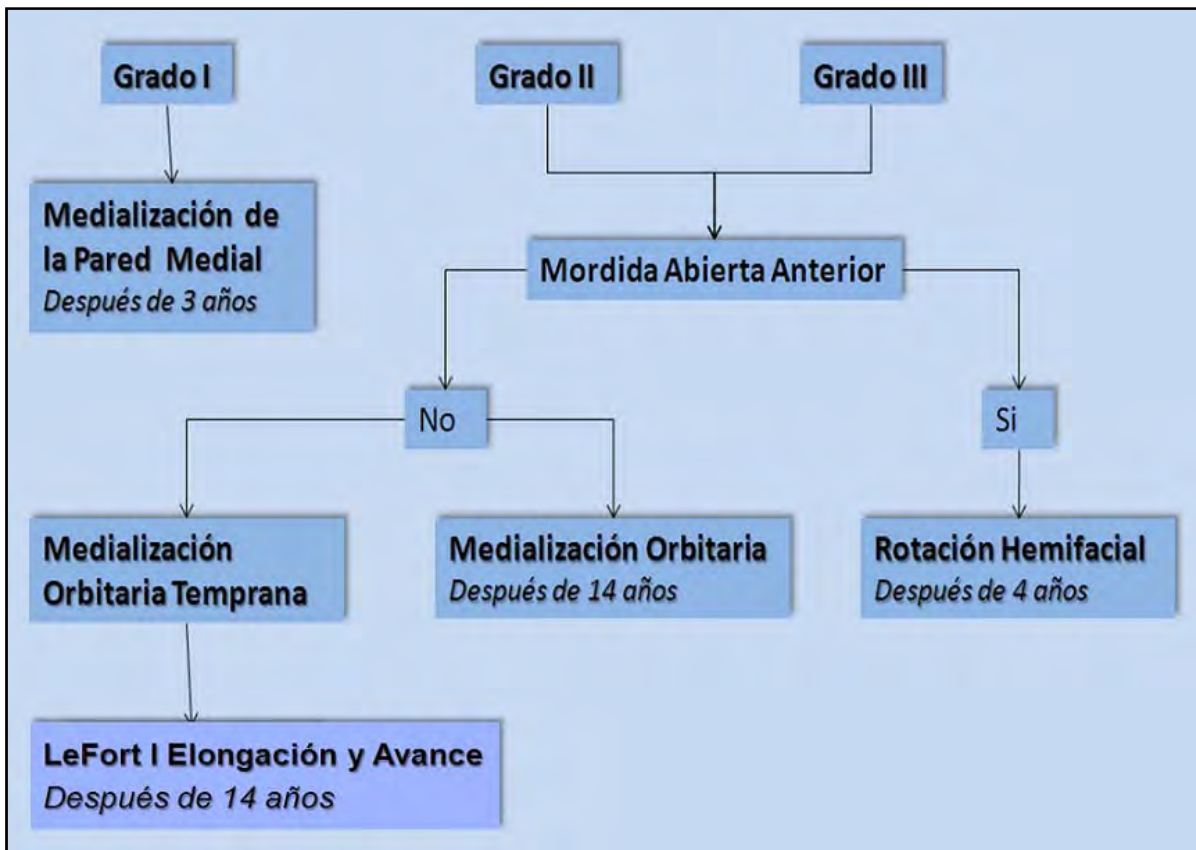 Grado I
Grado II
Grado III
Medialización de
la Pared Medial
Después de 3 años
Mordida Abierta Anterior
No
Si
Medialización
Orbitaria Temprana
Medialización Orbitaria
Después de 14 años
Rotación Hemifacial
Después de 4 años
LeFort I Elongación y Avance
Después de 14 años